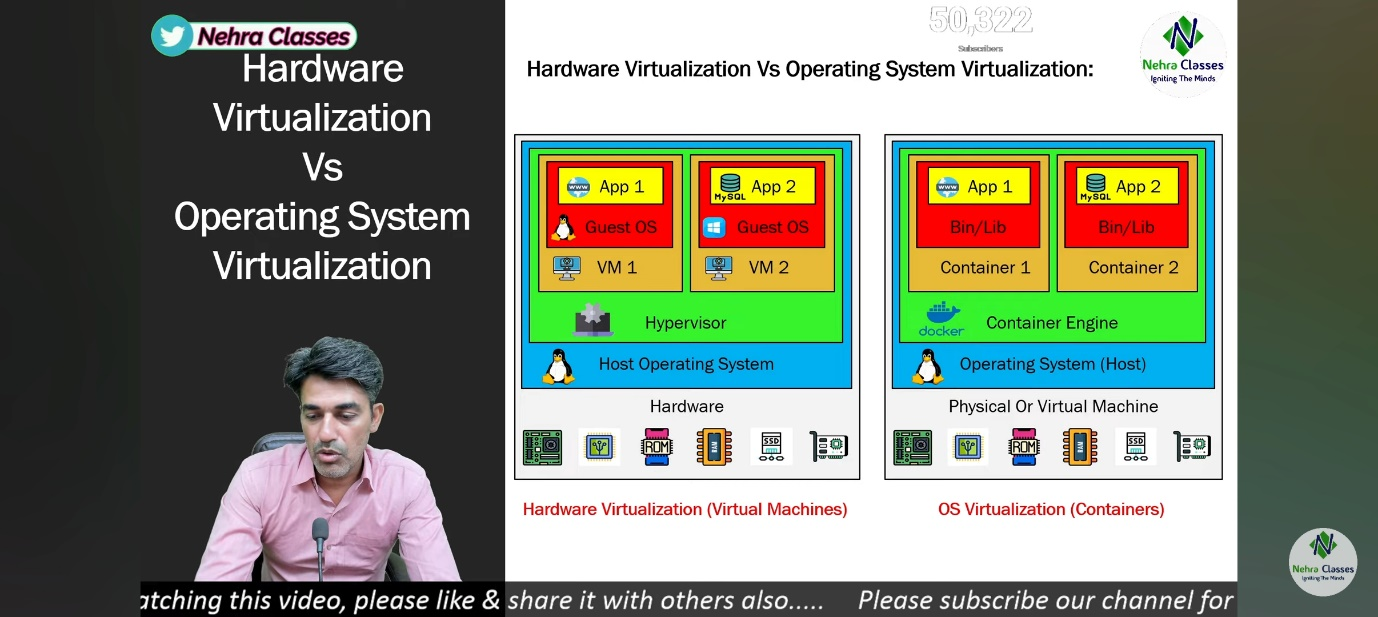 Nehra Classes
Hardware
Virtualization
Vs
Operating System
Virtualization
50,322
Subscribers
Nehra Classes
Igniting The Minds
Hardware Virtualization Vs Operating System Virtualization:
App 1
Guest OS
VM 1
MySQL
App 2
Guest OS
VM 2
Hypervisor
Host Operating System
Hardware
ROM
RAM
SSD
Hardware Virtualization (Virtual Machines)
www
App 1
Bin/Lib
Container 1
MySQL
App 2
Bin/Lib
Container 2
docker
Container Engine
Operating System (Host)
Physical Or Virtual Machine
ROM
RAM
SSD
OS Virtualization (Containers)
Nehra Classes
Igniting The Minds
atching this video, please like & share it with others also..... Please subscribe our channel for